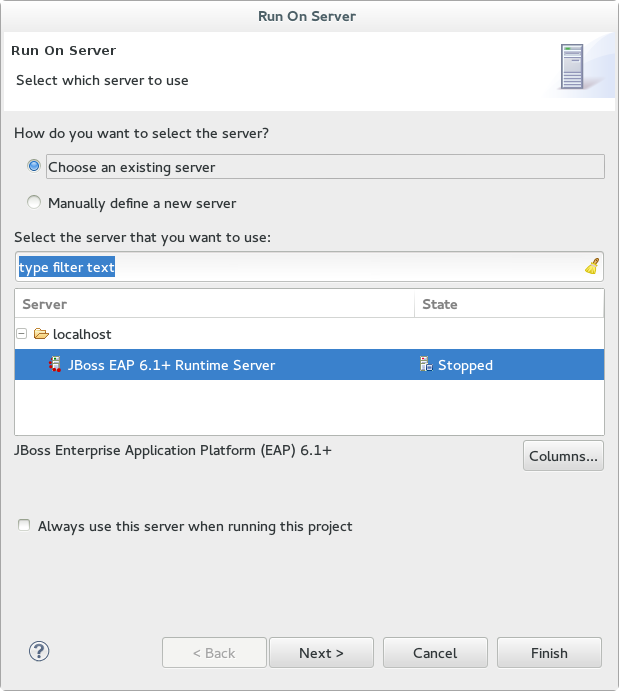 Run On Server
Run On Server
Select which server to use
How do you want to select the server?
Choose an existing server
Manually define a new server
Select the server that you want to use:
type filter text
Server State
localhost
JBoss EAP 6.1+ Runtime Server Stopped
JBoss Enterprise Application Platform (EAP) 6.1+
Columns...
Always use this server when running this project
? < Back Next > Cancel Finish